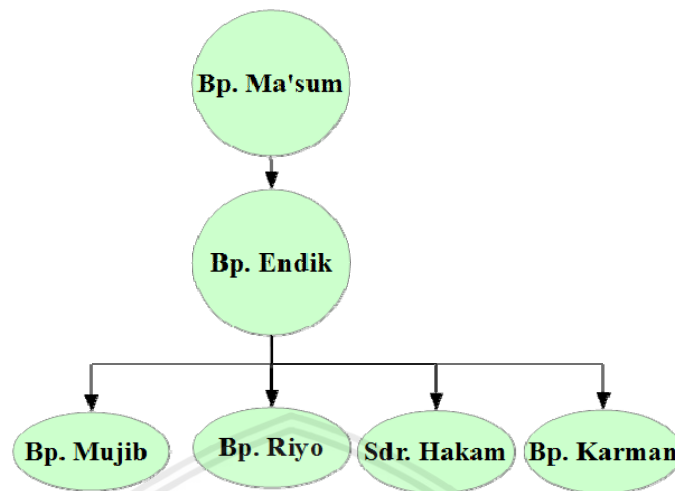 Bp. Ma'sum
Bp. Endik
Bp. Mujib
Bp. Riyo
Sdr. Hakam
Bp. Karman